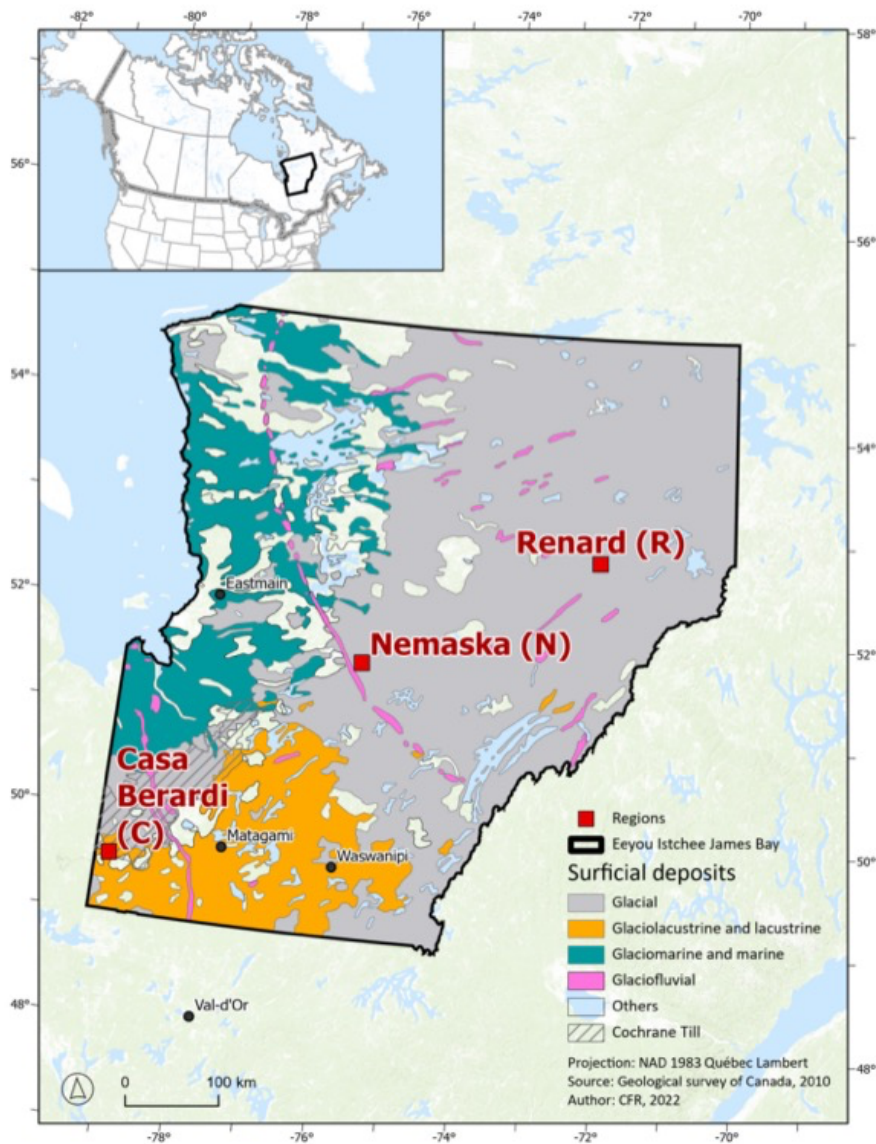 -82°
-80°
-78°
-76°
-74°
-72°
-70°
58°
56°
56°
54°
54°
Renard (R)
52°
Eastmain
Nemaska (N)
52°
Casa
Berardi
(C)
50°
Matagami
Waswanipi
50°
Regions
Eeyou Istchee James Bay
Surficial deposits
Glacial
Glaciolacustrine and lacustrine
Glaciomarine and marine
Glaciofluvial
Others
Cochrane Till
48°
Val-d'Or
48°
Projection: NAD 1983 Québec Lambert
Source: Geological survey of Canada, 2010
Author: CFR, 2022
0 100 km
-78°
-76°
-74°
-72°
-70°